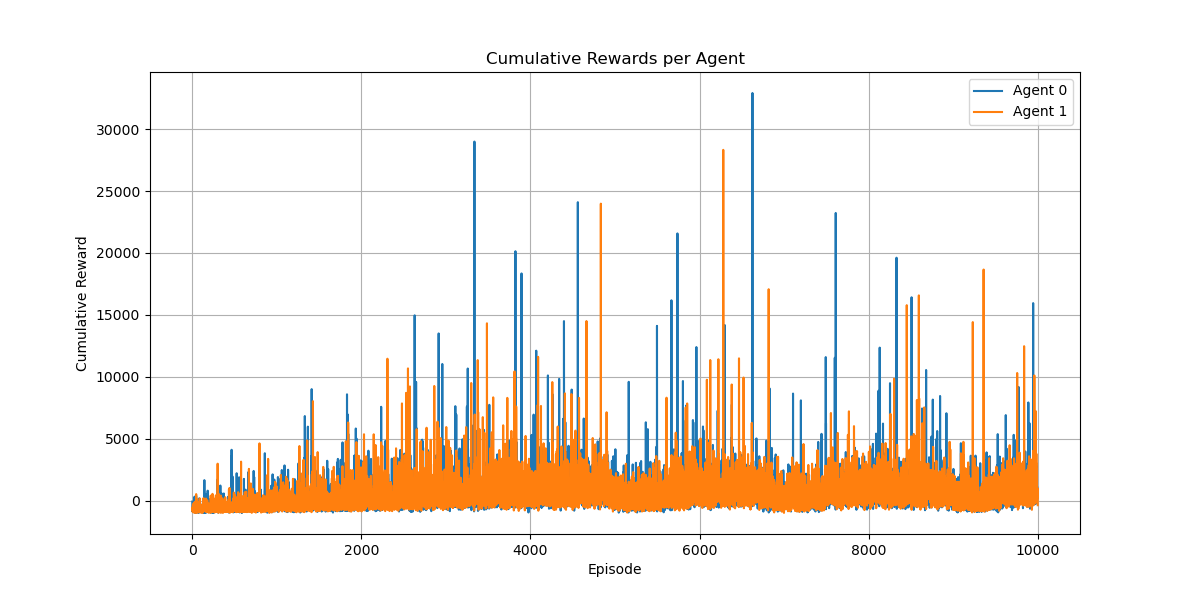 Cumulative Rewards per Agent
Agent 0
Agent 1
30000
25000
20000
15000
10000
5000
0
Cumulative Reward
0 2000 4000 6000 8000 10000
Episode